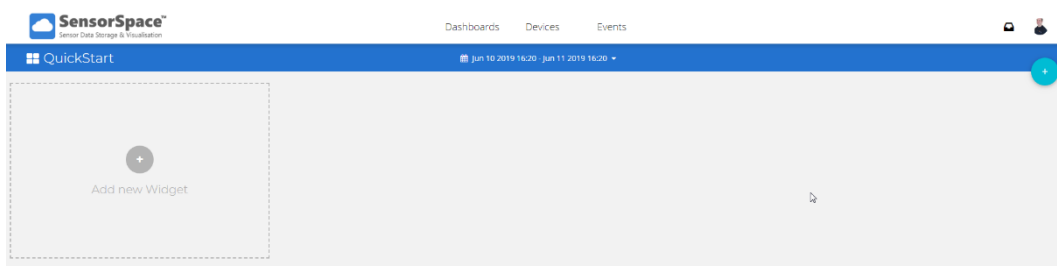 SensorSpace™
Sensor Data Storage & Visualisation
Dashboards Devices Events
QuickStart
Jun 10 2019 16:20 - Jun 11 2019 16:20
Add new Widget